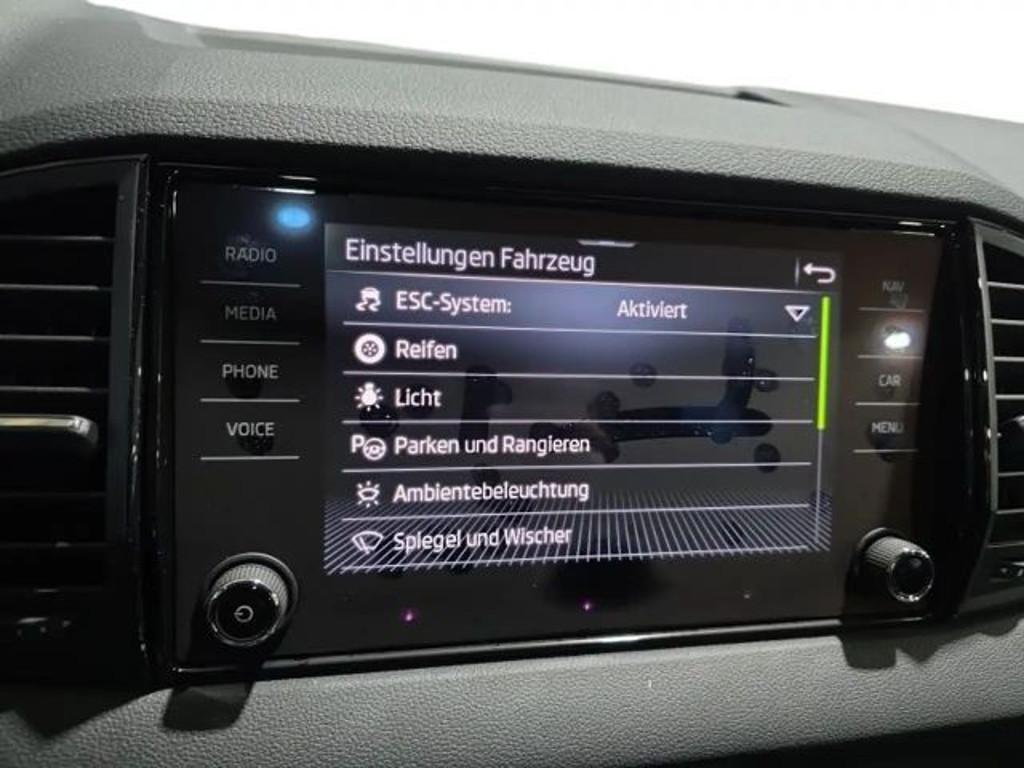 RADIO
MEDIA
PHONE
VOICE
Einstellungen Fahrzeug
ESC-System: Aktiviert
Reifen
Licht
Parken und Rangieren
Ambientebeleuchtung
Spiegel und Wischer
NAV
CAR
MENU